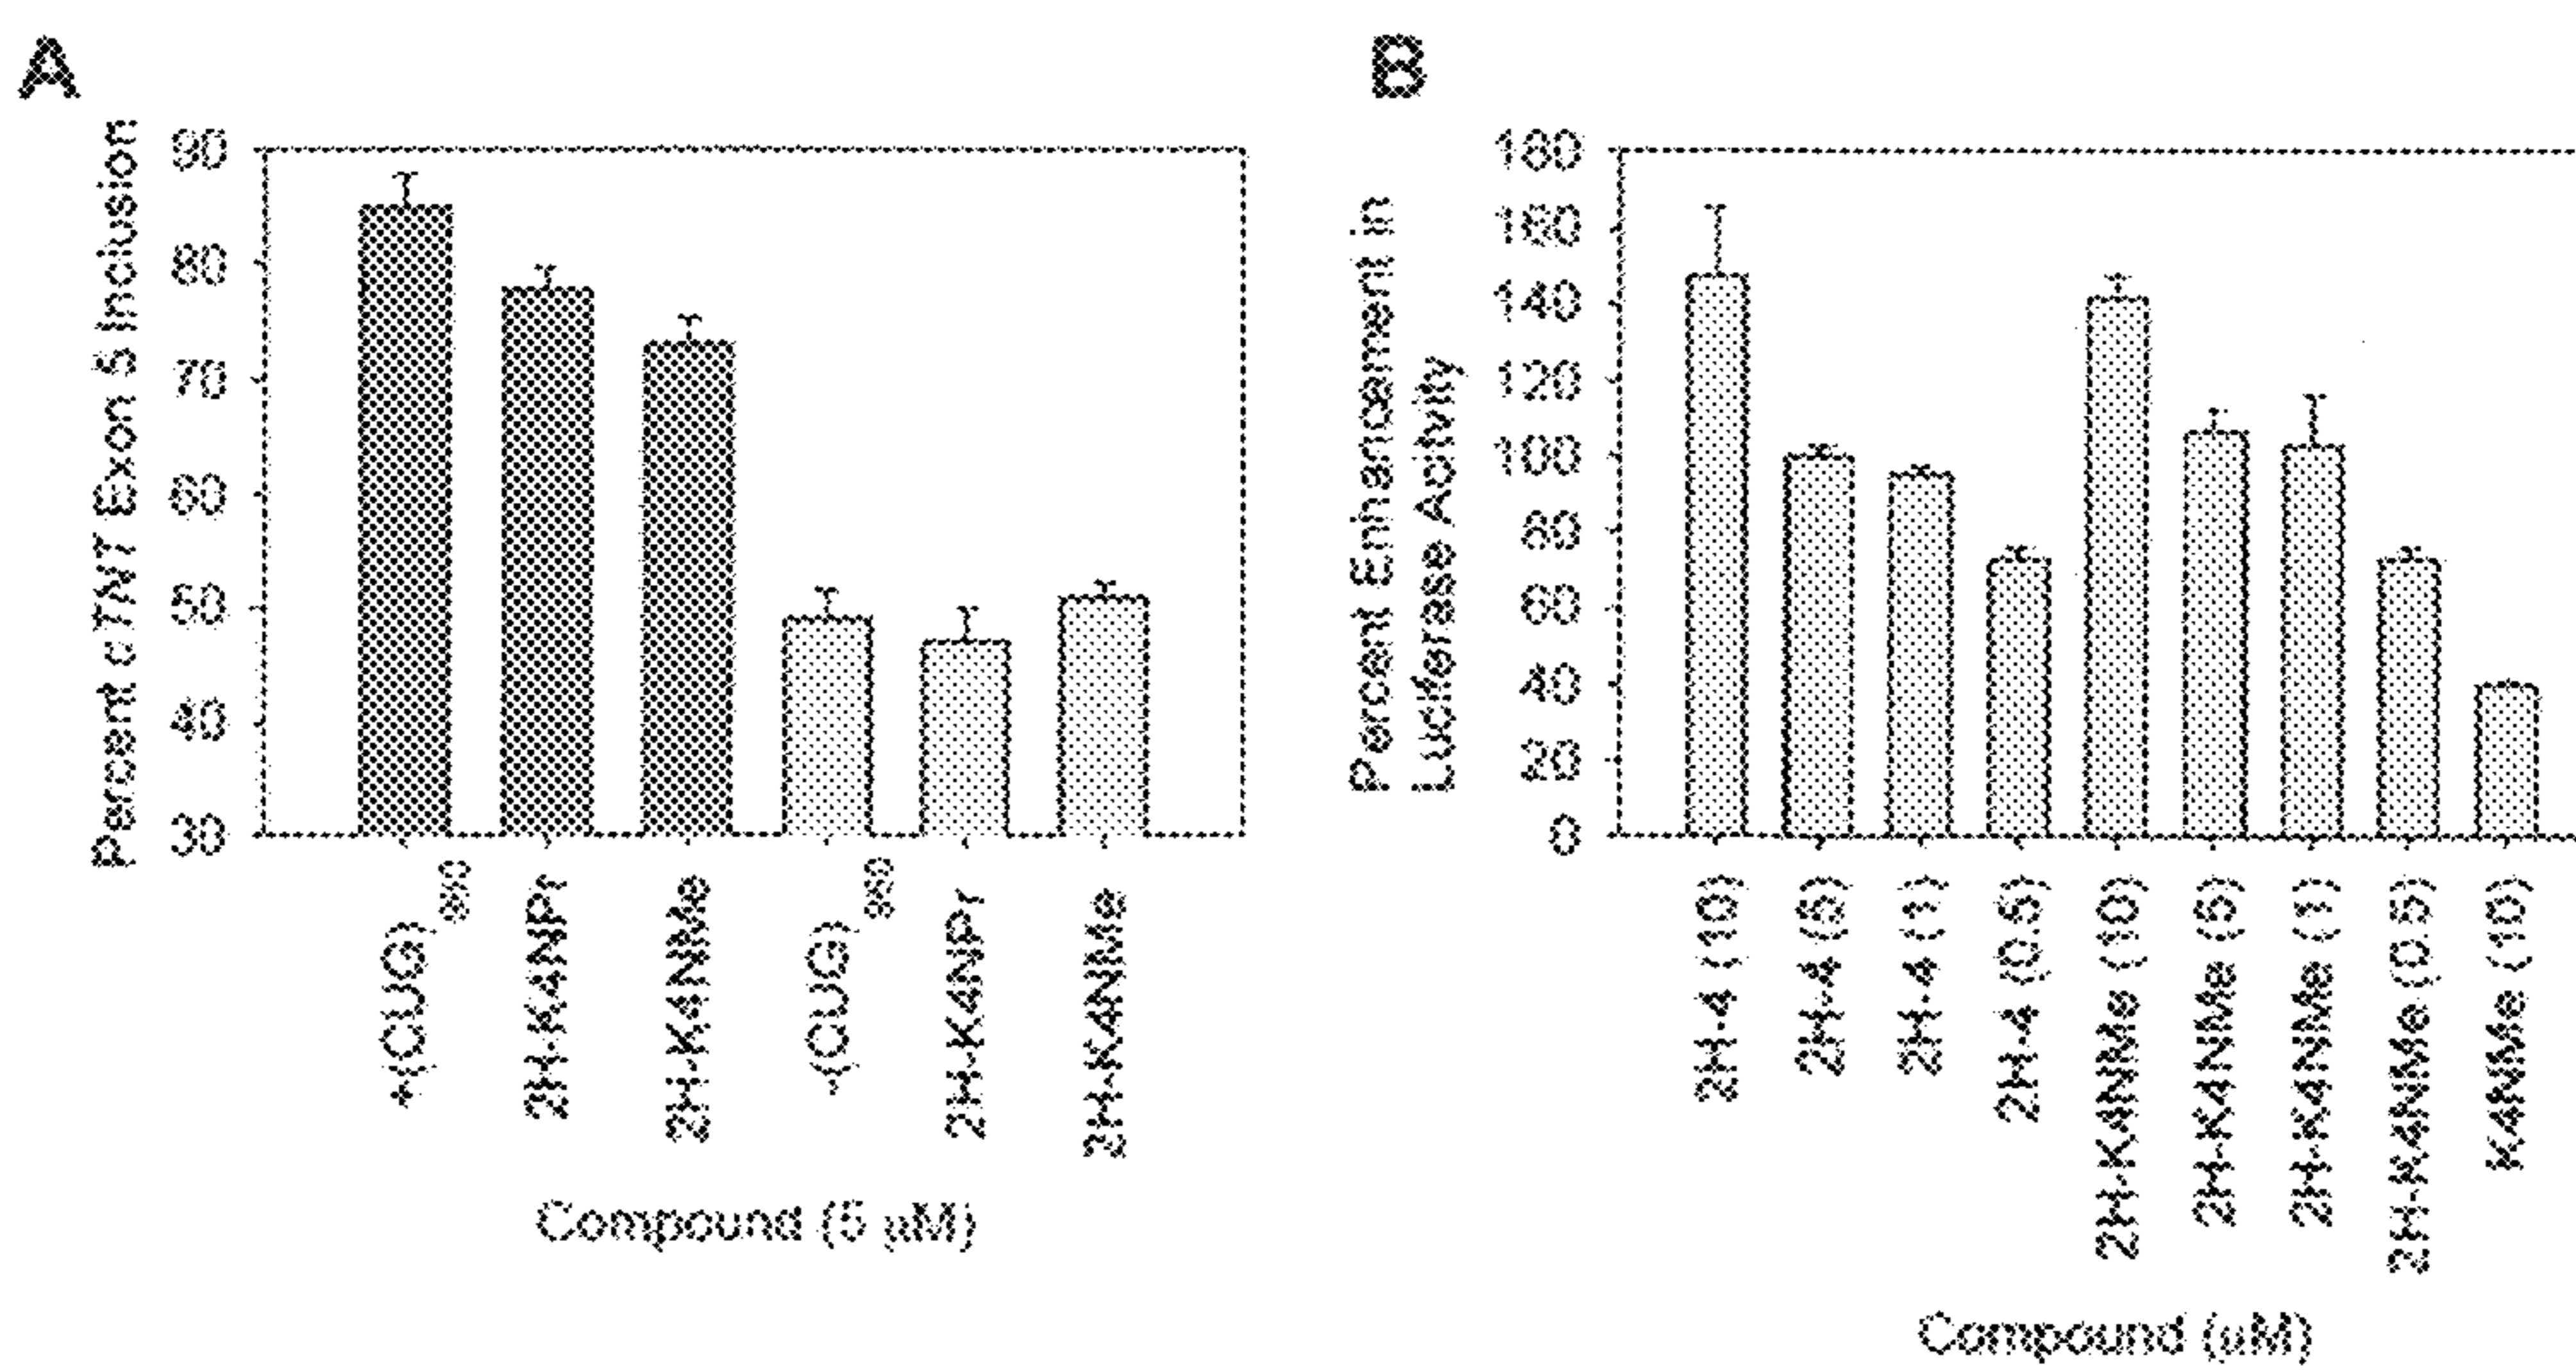 A
Percent cTNT Exon 5 Inclusion
90
80
70
60
50
40
30
+(CUG)960
2H-K4NPr
2H-K4NMe
-(CUG)960
2H-K4NPr
2H-K4NMe
Compound (5 μM)
B
Percent Enhancement in
Luciferase Activity
180
160
140
120
100
80
60
40
20
0
2H-4 (10)
2H-4 (5)
2H-4 (1)
2H-4 (0.5)
2H-K4NMe (10)
2H-K4NMe (5)
2H-K4NMe (1)
2H-K4NMe (0.5)
K4NMe (10)
Compound (μM)